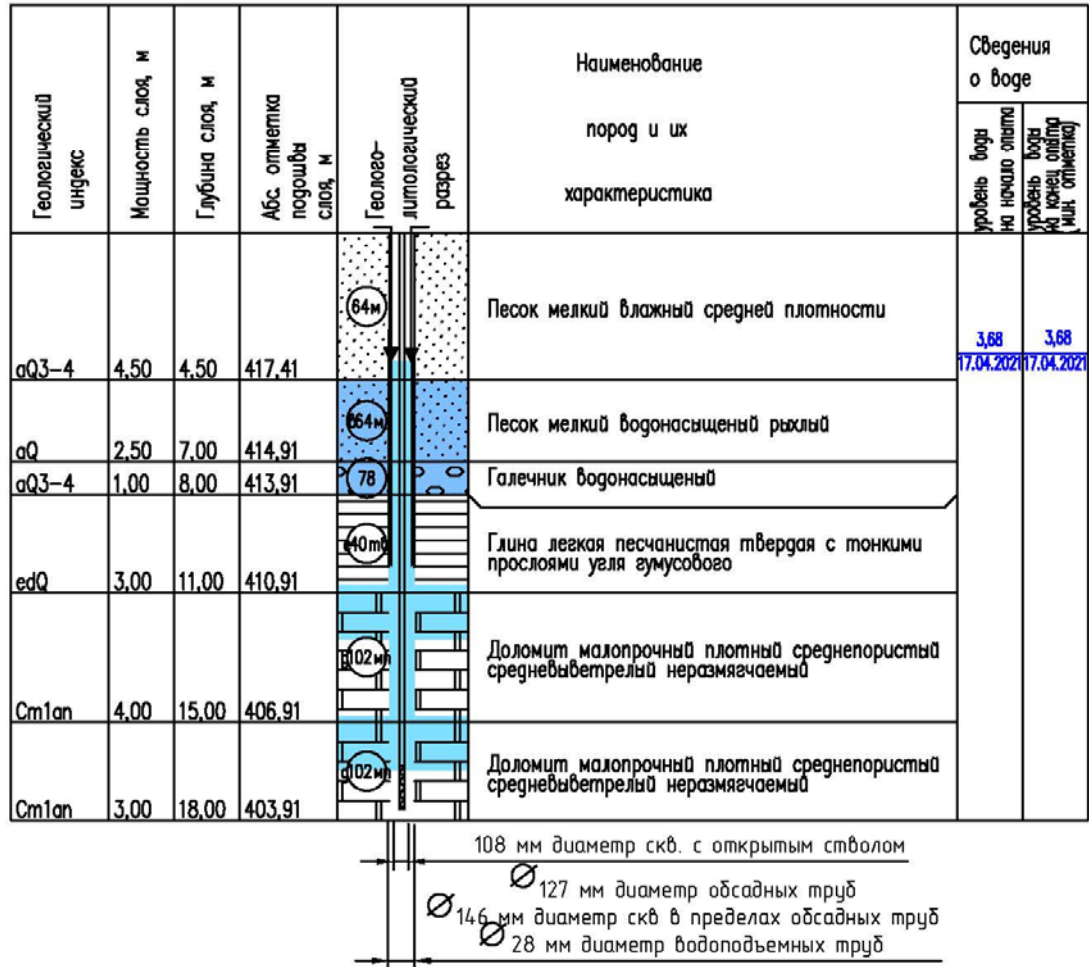 Геологический
индекс
Мощность слоя, м
Глубина слоя, м
Абс. отметка
подошвы
слоя, м
Геолого-
литологический
разрез
Наименование
пород и их
характеристика
Сведения
о воде
уровень воды
на начало опыта
уровень воды
на конец опыта
(мин. отметка)
64м
Песок мелкий влажный средней плотности
3,68 3,68
17.04.2021 17.04.2021
aQ3-4 4,50 4,50 417,41
64м
Песок мелкий водонасыщеный рыхлый
aQ 2,50 7,00 414,91
78
Галечник водонасыщеный
aQ3-4 1,00 8,00 413,91
Глина легкая песчанистая твердая с тонкими
прослоями угля гумусового
edQ 3,00 11,00 410,91
Доломит малопрочный плотный среднепористый
средневыветрелый неразмягчаемый
Cm1an 4,00 15,00 406,91
Доломит малопрочный плотный среднепористый
средневыветрелый неразмягчаемый
Cm1an 3,00 18,00 403,91
108 мм диаметр скв. с открытым стволом
127 мм диаметр обсадных труб
146 мм диаметр скв в пределах обсадных труб
28 мм диаметр водоподъемных труб